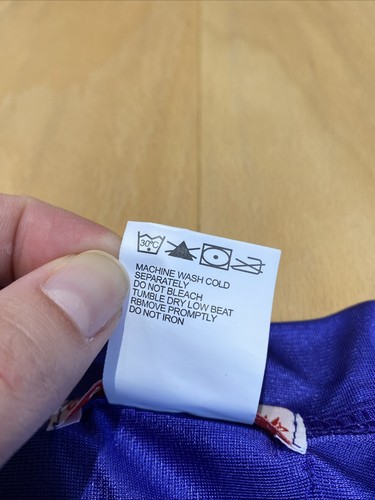 30°C
MACHINE WASH COLD
SEPARATELY
DO NOT BLEACH
TUMBLE DRY LOW BEAT
RBMOVE PROMPTLY
DO NOT IRON